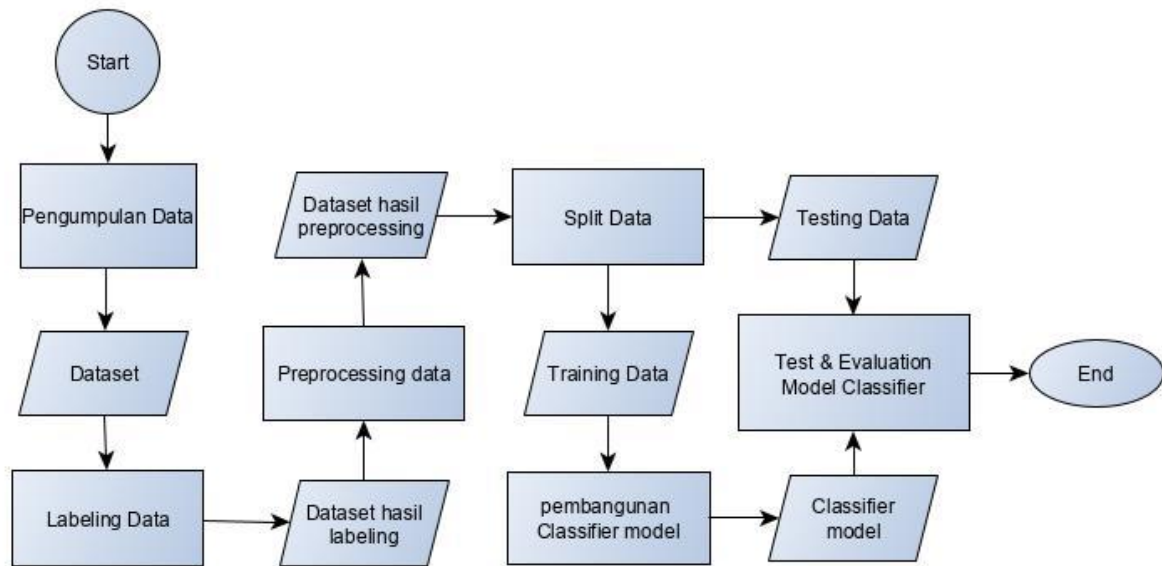 Start
Pengumpulan Data
Dataset
Labeling Data
Dataset hasil
labeling
Preprocessing data
Dataset hasil
preprocessing
Split Data
Testing Data
Training Data
pembangunan
Classifier model
Classifier
model
Test & Evaluation
Model Classifier
End